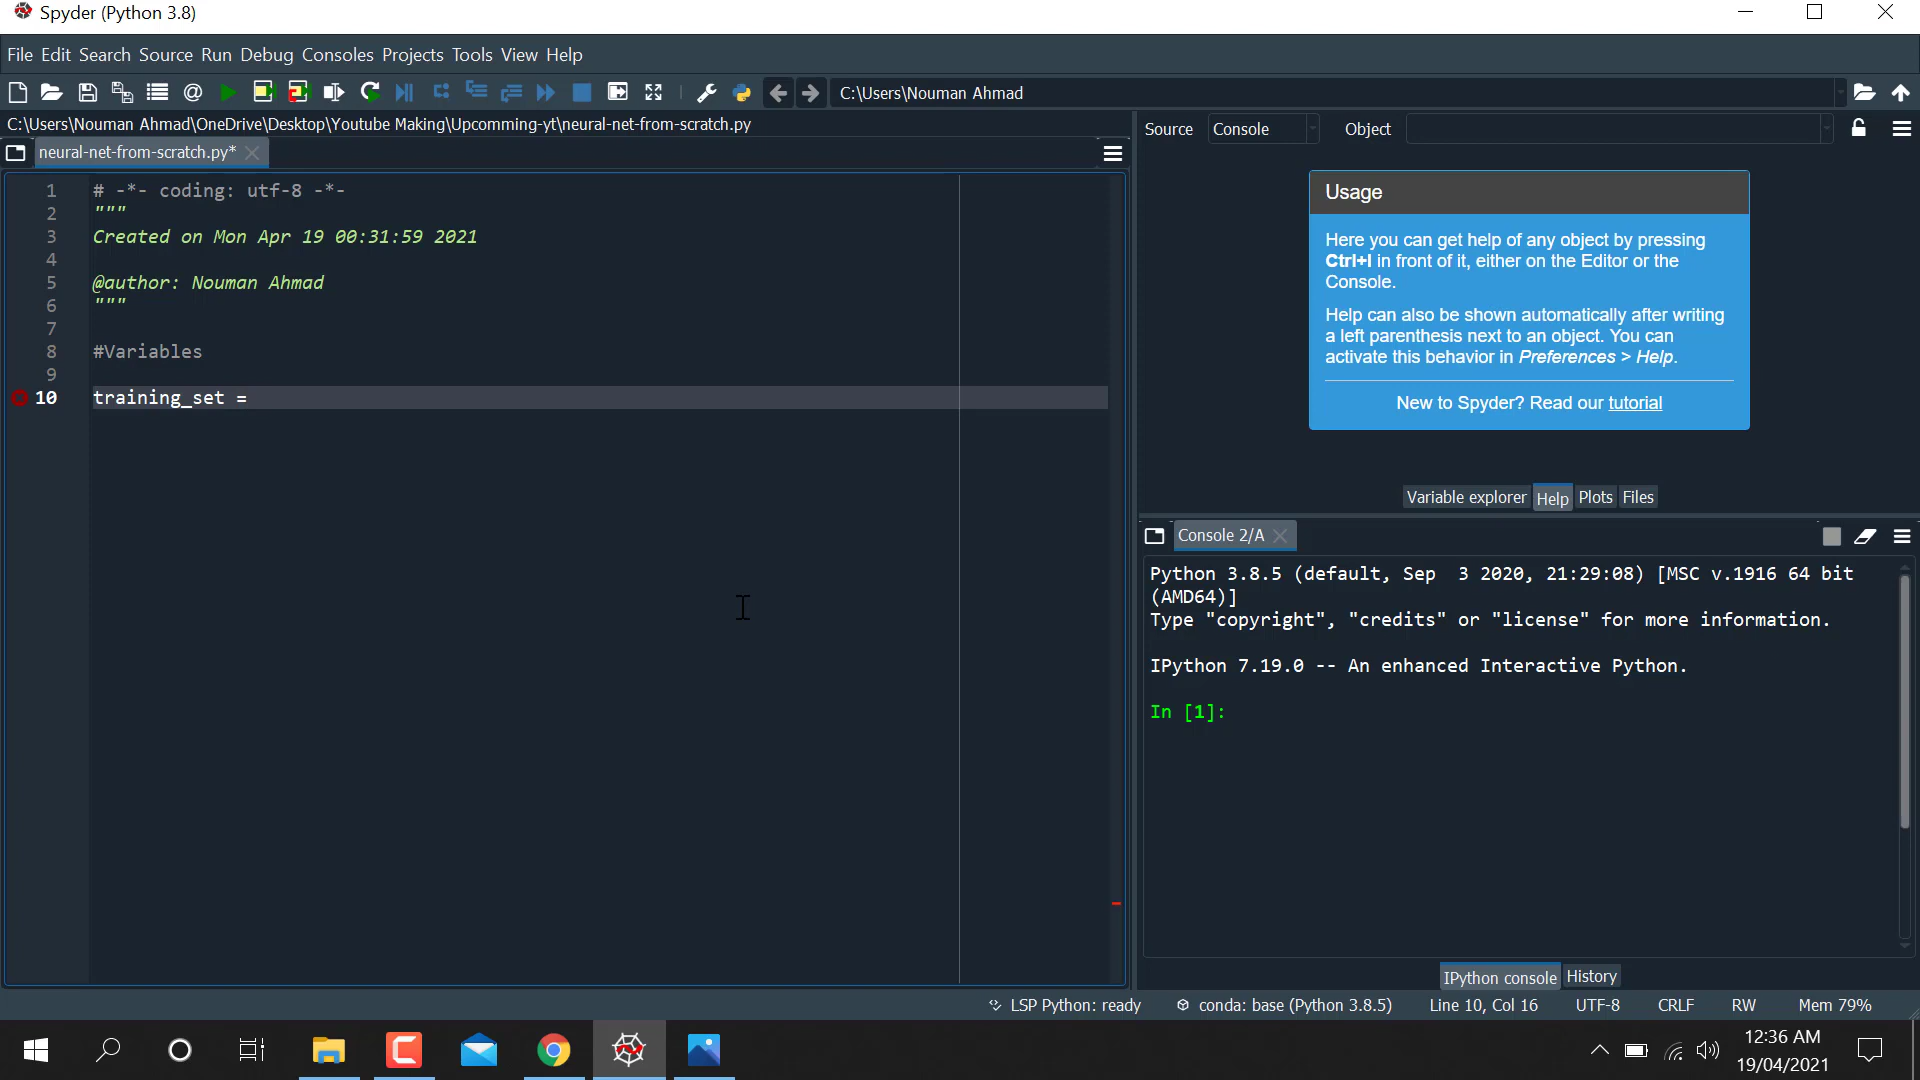 Spyder (Python 3.8)
File Edit Search Source Run Debug Consoles Projects Tools View Help
C:\Users\Nouman Ahmad
C:\Users\Nouman Ahmad\OneDrive\Desktop\Youtube Making\Upcomming-yt\neural-net-from-scratch.py
neural-net-from-scratch.py*
1 # -*- coding: utf-8 -*-
2 """
3 Created on Mon Apr 19 00:31:59 2021
4
5 @author: Nouman Ahmad
6 """
7
8 #Variables
9
10 training_set =
Source Console Object
Usage
Here you can get help of any object by pressing
Ctrl+I in front of it, either on the Editor or the
Console.
Help can also be shown automatically after writing
a left parenthesis next to an object. You can
activate this behavior in Preferences > Help.
New to Spyder? Read our tutorial
Variable explorer Help Plots Files
Console 2/A
Python 3.8.5 (default, Sep  3 2020, 21:29:08) [MSC v.1916 64 bit
(AMD64)]
Type "copyright", "credits" or "license" for more information.
IPython 7.19.0 -- An enhanced Interactive Python.
In [1]:
IPython console History
LSP Python: ready conda: base (Python 3.8.5) Line 10, Col 16 UTF-8 CRLF RW Mem 79%
12:36 AM
19/04/2021